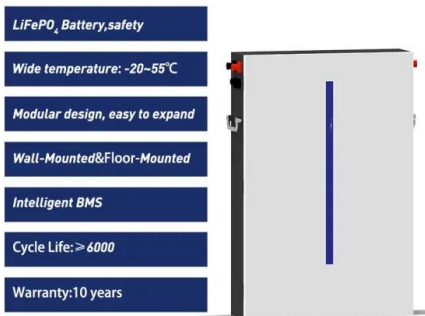 LiFePO₄ Battery,safety
Wide temperature: -20~55℃
Modular design, easy to expand
Wall-Mounted&Floor-Mounted
Intelligent BMS
Cycle Life:≥6000
Warranty:10 years